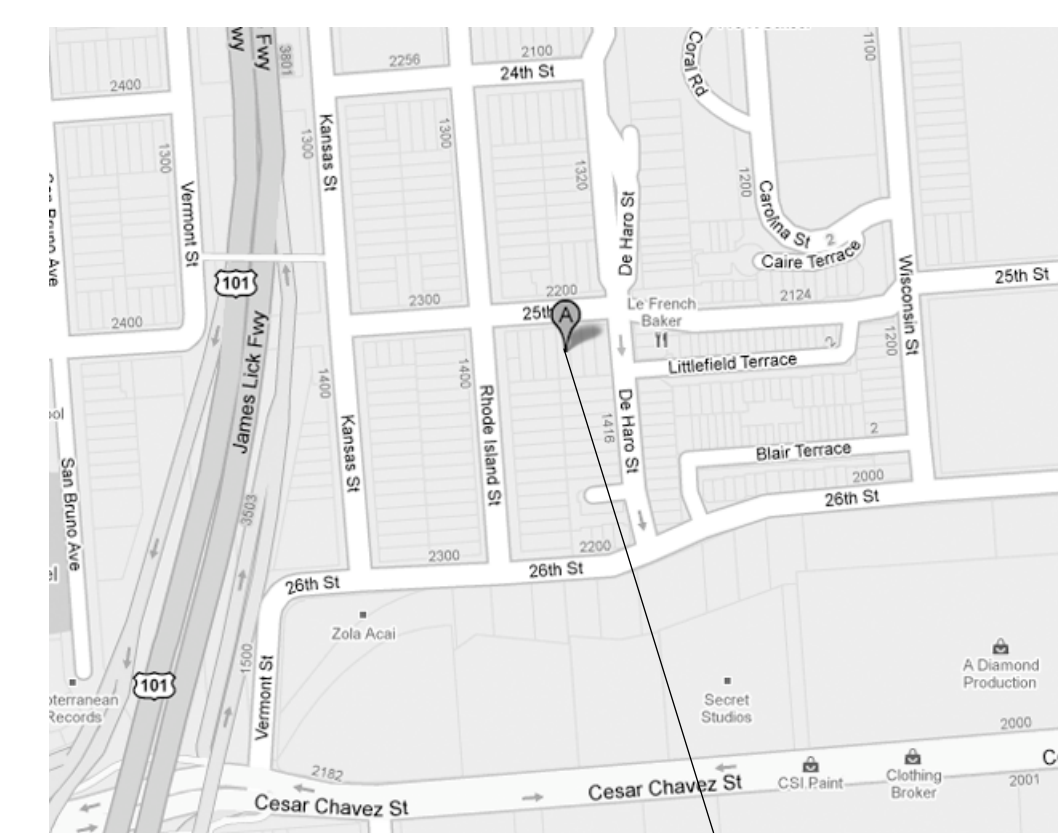 wy
Fwy
3801
2256
2100
24th St
Coral Rd
1100
2400
1300
Vermont St
1300
Kansas St
1300
1320
De Haro St
1200
Carolina St
2
Caire Terrace
Wisconsin St
25th St
101
2400
2300
2200
25th
A
Le French
Baker
2124
2
1200
Littlefield Terrace
James Lick Fwy
1400
Kansas St
1400
Rhode Island St
1416
De Haro St
2
Blair Terrace
2000
26th St
San Bruno Ave
3503
2300
2200
26th St
26th St
Zola Acai
1500
Vermont St
101
oterranean
Records
Secret
Studios
A Diamond
Production
2000
2182
Cesar Chavez St
Cesar Chavez St
CSI Paint
Clothing
Broker
2001
C